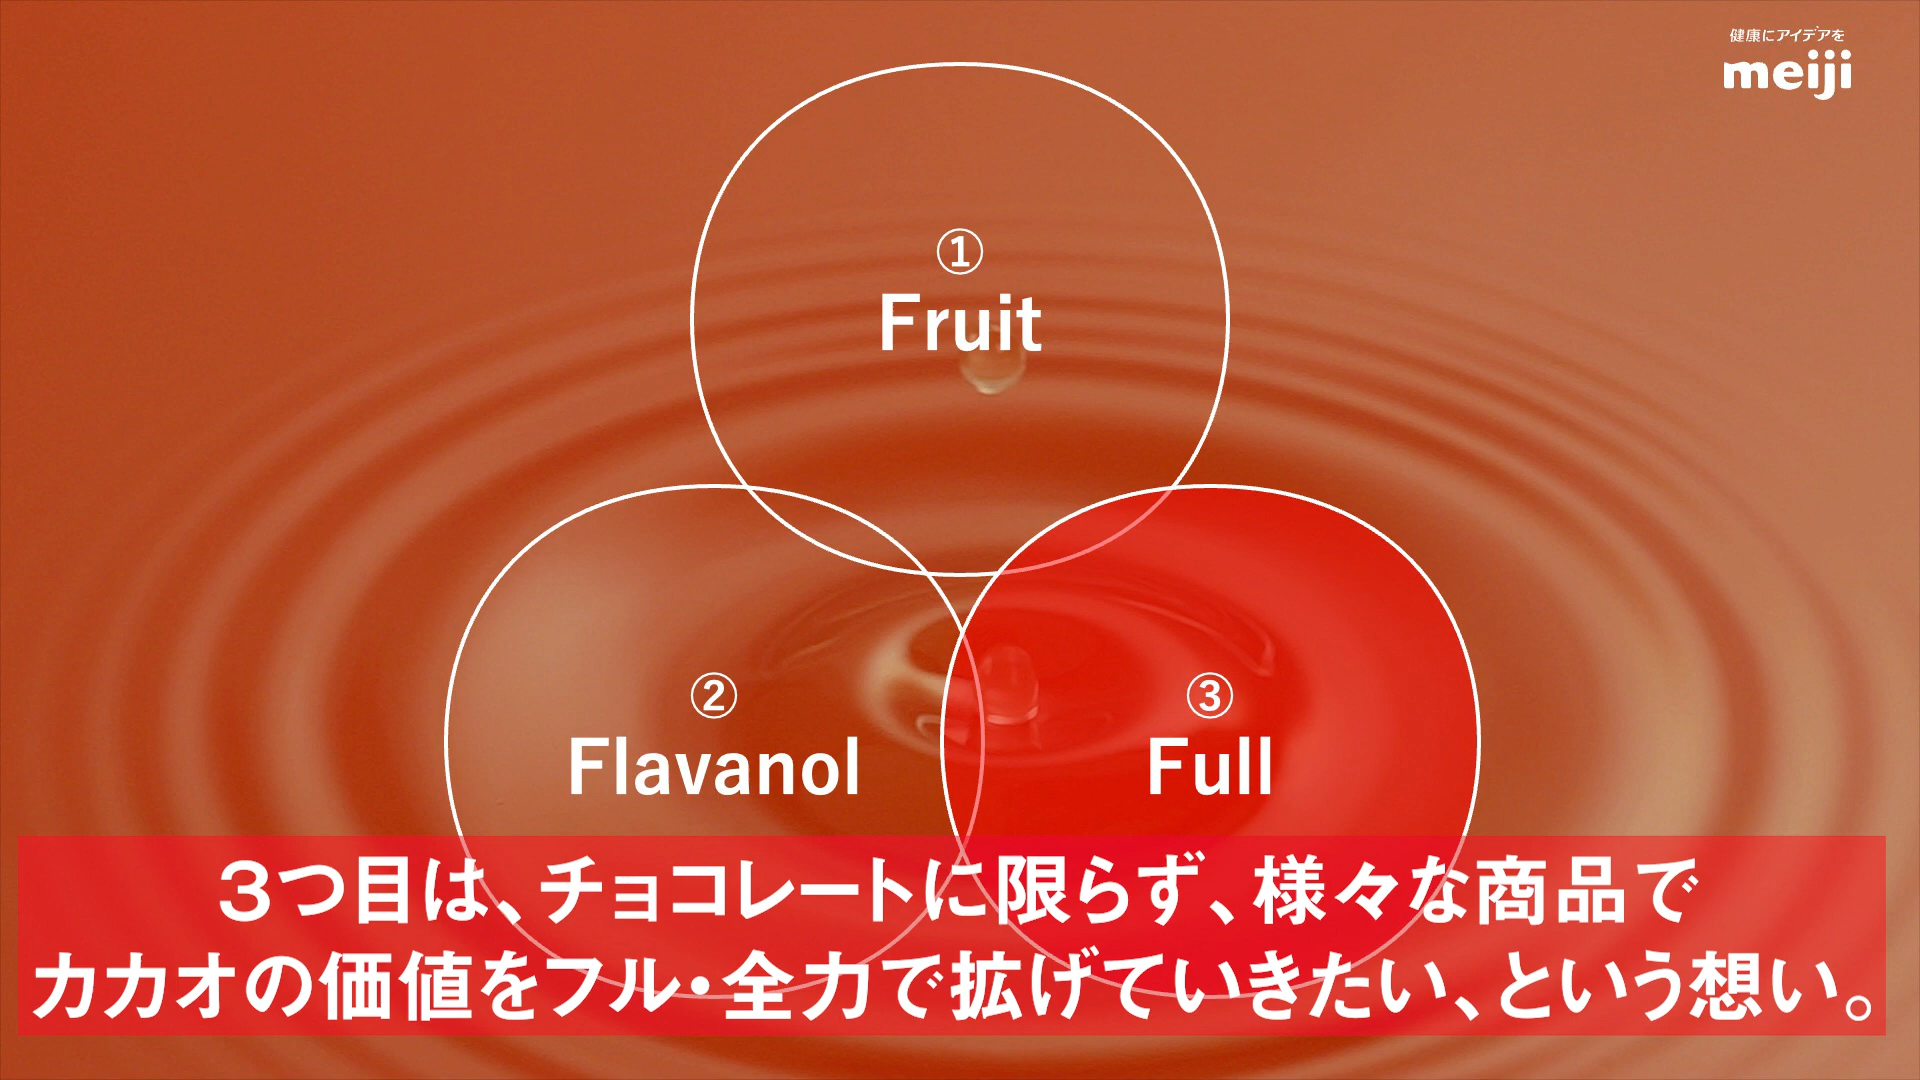 健康にアイデアを
meiji
①
Fruit
②
Flavanol
③
Full
３つ目は、チョコレートに限らず、様々な商品で
カカオの価値をフル・全力で拡げていきたい、という想い。